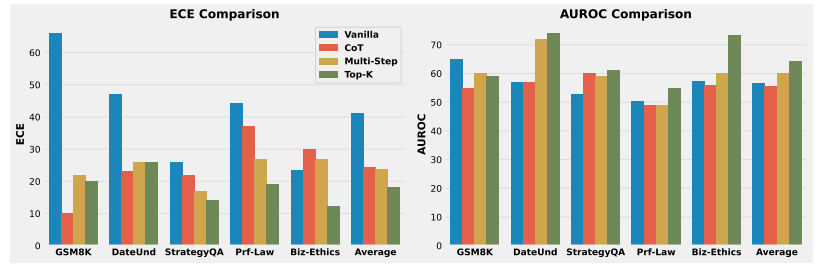 ECE Comparison
ECE
60
50
40
30
20
10
0
Vanilla
CoT
Multi-Step
Top-K
GSM8K DateUnd StrategyQA Prf-Law Biz-Ethics Average
AUROC Comparison
AUROC
70
60
50
40
30
20
10
0
GSM8K DateUnd StrategyQA Prf-Law Biz-Ethics Average